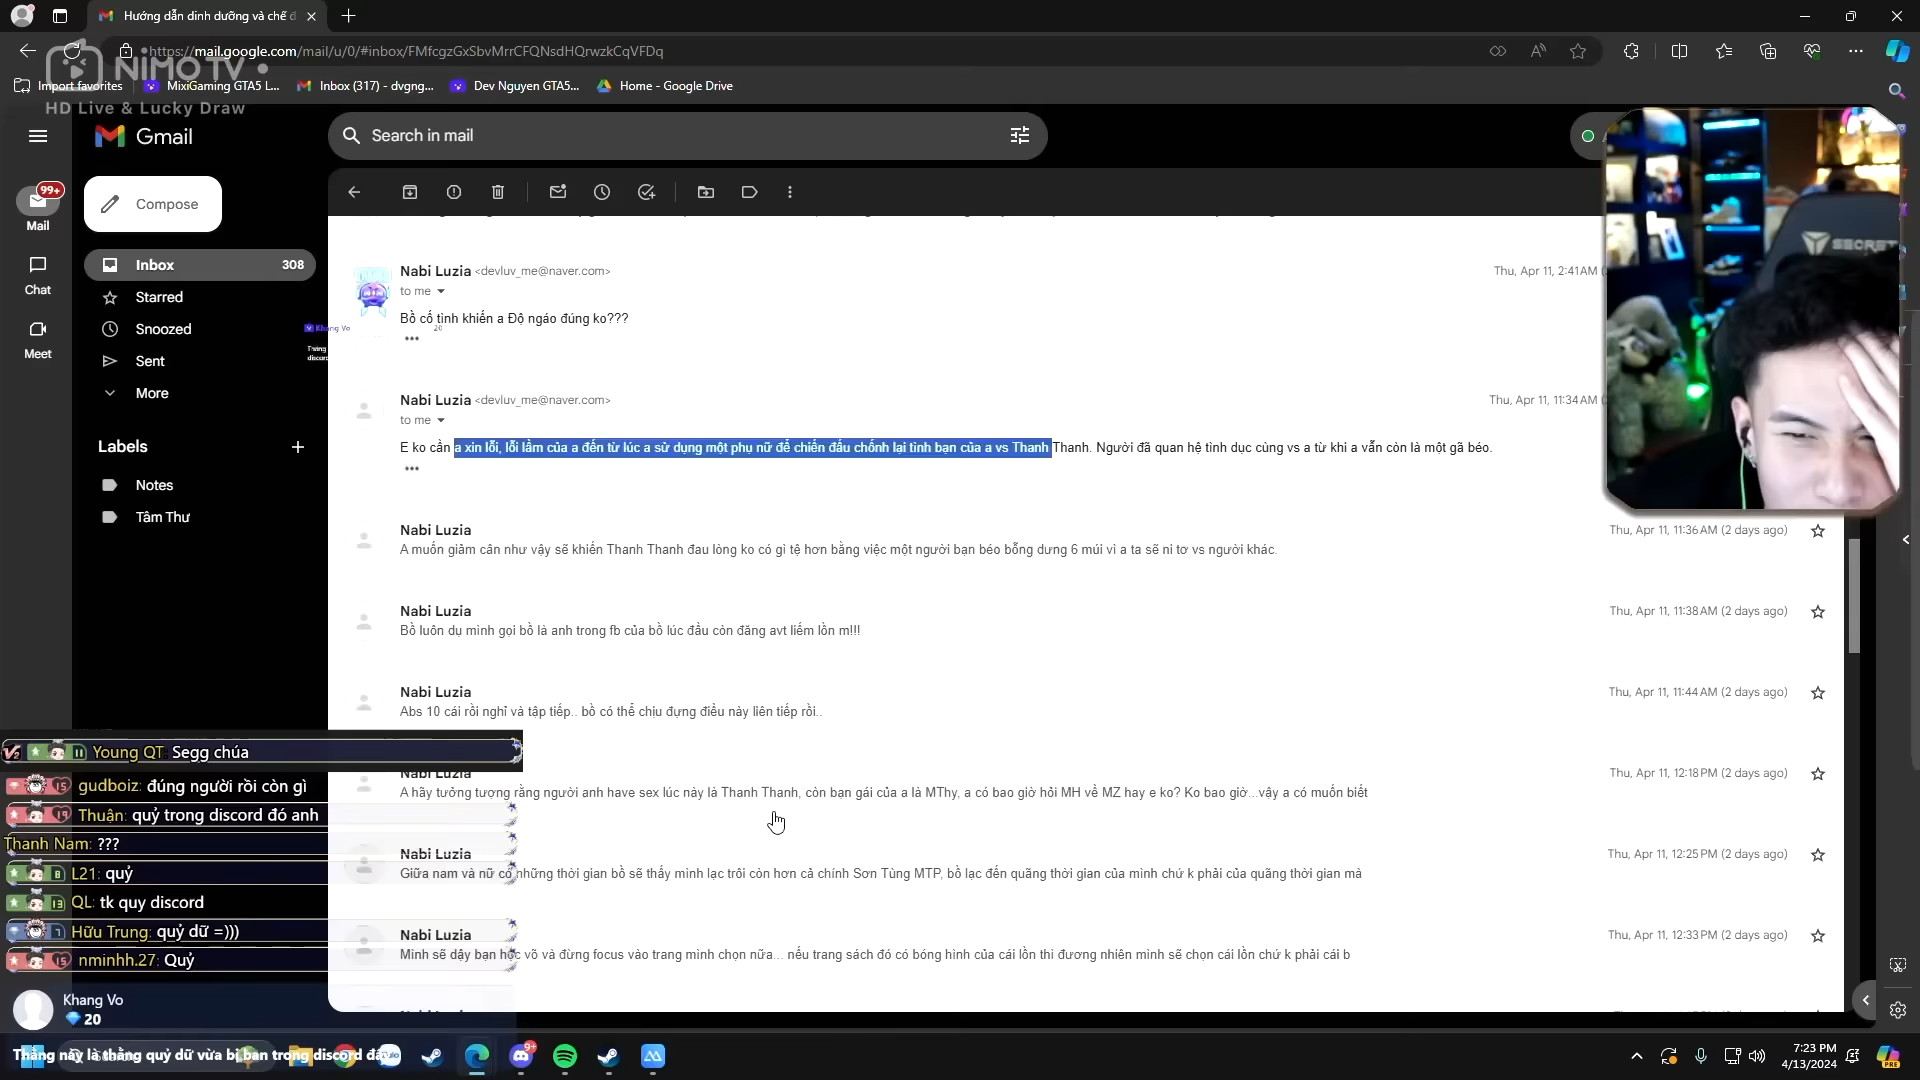 Hướng dẫn dinh dưỡng và chế đ
https://mail.google.com/mail/u/0/#inbox/FMfcgzGxSbvMrrCFQNsdHQrwzkCqVFDq
NIMO TV
HD Live & Lucky Draw
Import favorites
MixiGaming GTA5 L...
Inbox (317) - dvgng...
Dev Nguyen GTA5...
Home - Google Drive
Gmail
Search in mail
99+
Mail
Chat
Meet
Compose
Inbox 308
Starred
Snoozed
Sent
More
Labels
Notes
Tâm Thư
Khang Vo
20
Nabi Luzia <devluv_me@naver.com>
Thu, Apr 11, 2:41 AM
to me
Bồ cố tình khiến a Độ ngáo đúng ko???
Nabi Luzia <devluv_me@naver.com>
Thu, Apr 11, 11:34 AM
to me
E ko cần a xin lỗi, lỗi lầm của a đến từ lúc a sử dụng một phụ nữ để chiến đấu chốnh lại tình bạn của a vs Thanh Thanh. Người đã quan hệ tình dục cùng vs a từ khi a vẫn còn là một gã béo.
Nabi Luzia
Thu, Apr 11, 11:36 AM (2 days ago)
A muốn giảm cân như vậy sẽ khiến Thanh Thanh đau lòng ko có gì tệ hơn bằng việc một người bạn béo bỗng dưng 6 múi vì a ta sẽ ni tơ vs người khác.
Nabi Luzia
Thu, Apr 11, 11:38 AM (2 days ago)
Bồ luôn dụ mình gọi bồ là anh trong fb của bồ lúc đầu còn đăng avt liếm lồn m!!!
Nabi Luzia
Thu, Apr 11, 11:44 AM (2 days ago)
Abs 10 cái rồi nghỉ và tập tiếp.. bồ có thể chịu đựng điều này liên tiếp rồi..
Nabi Luzia
Thu, Apr 11, 12:18 PM (2 days ago)
A hãy tưởng tượng rằng người anh have sex lúc này là Thanh Thanh, còn bạn gái của a là MThy, a có bao giờ hỏi MH về MZ hay e ko? Ko bao giờ...vậy a có muốn biết
Nabi Luzia
Thu, Apr 11, 12:25 PM (2 days ago)
Giữa nam và nữ có những thời gian bồ sẽ thấy mình lạc trôi còn hơn cả chính Sơn Tùng MTP, bồ lạc đến quãng thời gian của mình chứ k phải của quãng thời gian mà
Nabi Luzia
Thu, Apr 11, 12:33 PM (2 days ago)
Mình sẽ dậy bạn học võ và đừng focus vào trang mình chọn nữa... nếu trang sách đó có bóng hình của cái lồn thì đương nhiên mình sẽ chọn cái lồn chứ k phải cái b
SECRET
Young QT: Segg chúa
gudboiz: đúng người rồi còn gì
Thuận: quỷ trong discord đó anh
Thanh Nam: ???
L21: quỷ
QL: tk quy discord
Hữu Trung: quỷ dữ =)))
nminhh.27: Quỷ
Khang Vo
20
Thằng này là thằng quỷ dữ vừa bị ban trong discord đấy
9+
7:23 PM
4/13/2024
PRE